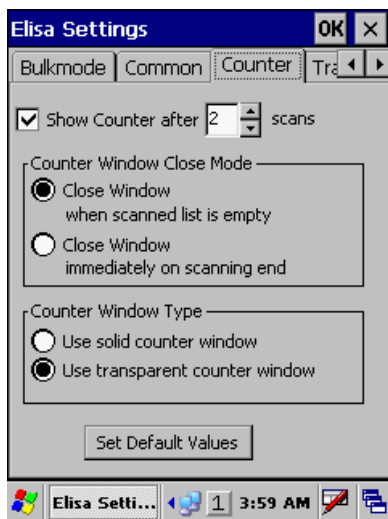 Elisa Settings OK ×
Bulkmode Common Counter Tra
Show Counter after 2 scans
Counter Window Close Mode
Close Window
when scanned list is empty
Close Window
immediately on scanning end
Counter Window Type
Use solid counter window
Use transparent counter window
Set Default Values
Elisa Setti... 1 3:59 AM